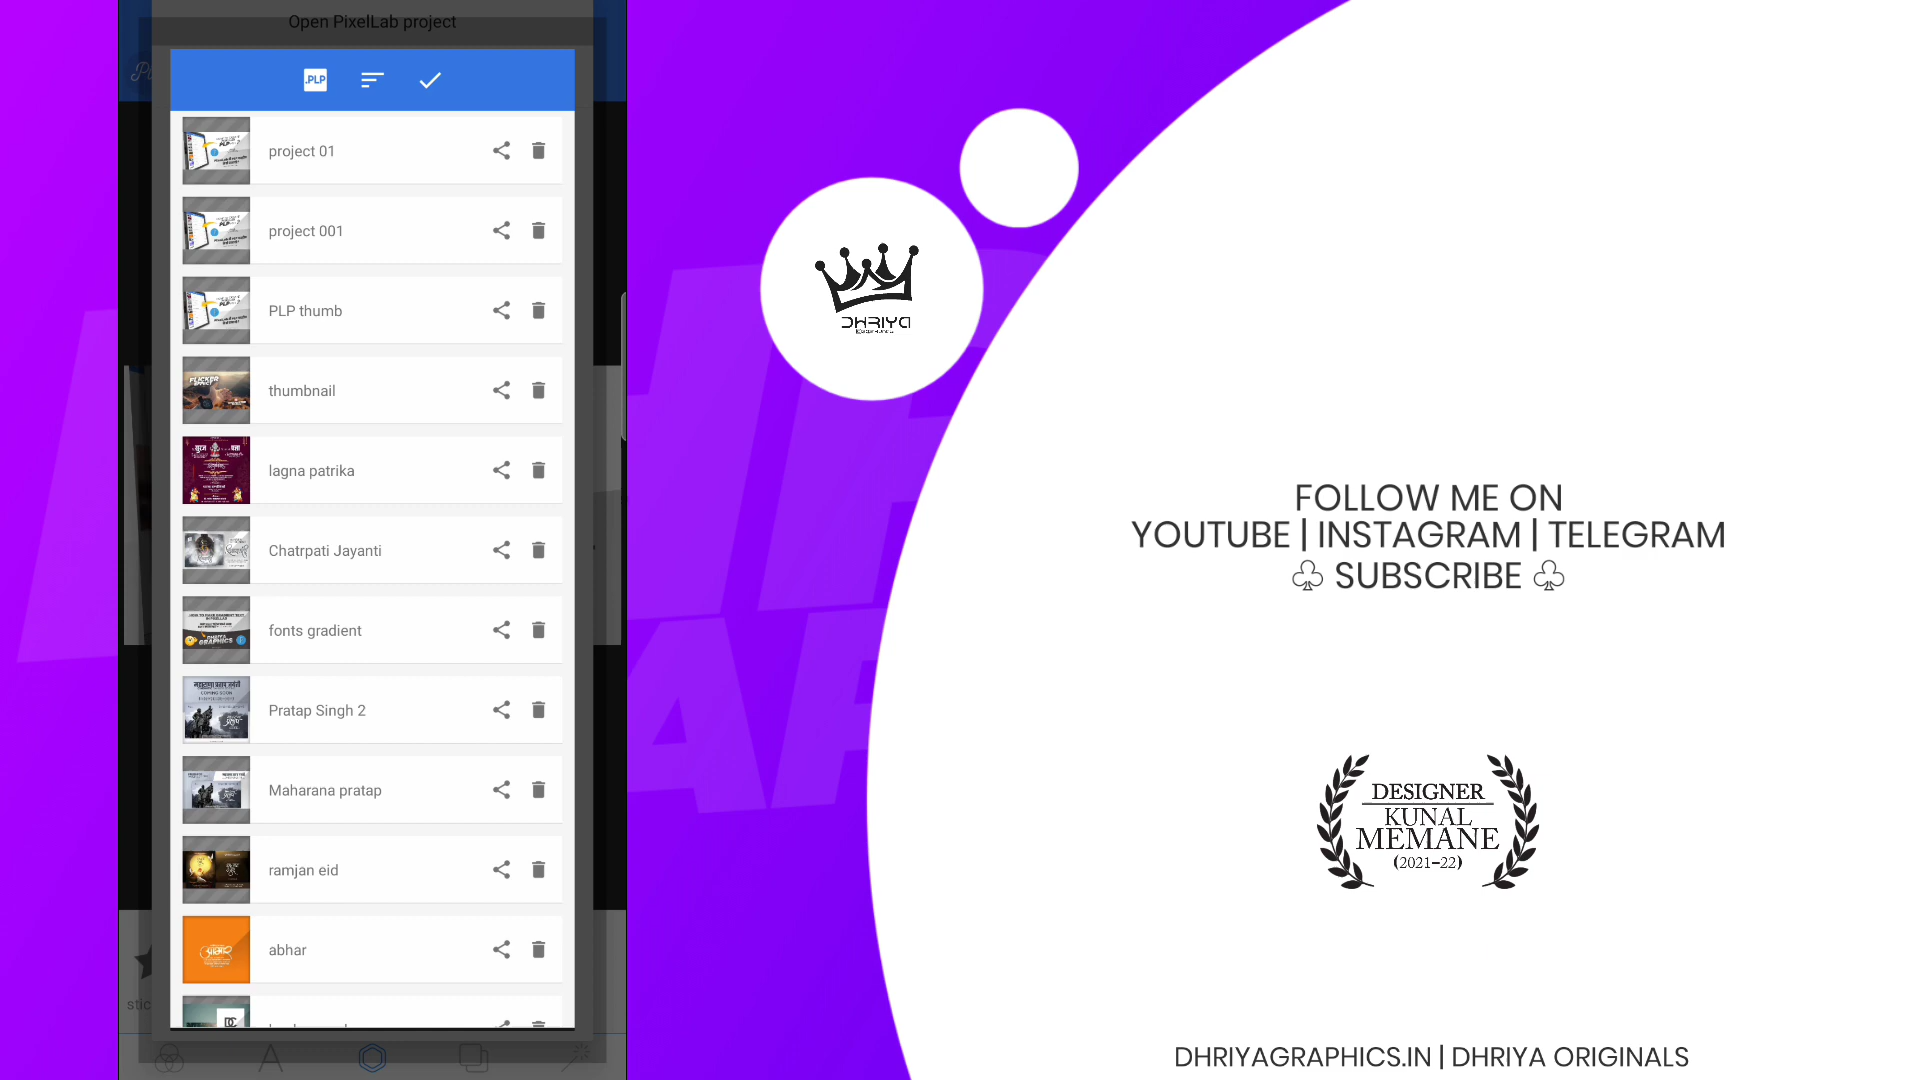 Open PixelLab project
.PLP
project 01
project 001
PLP thumb
thumbnail
lagna patrika
Chatrpati Jayanti
fonts gradient
Pratap Singh 2
Maharana pratap
ramjan eid
abhar
DHRIYA
FOLLOW ME ON
YOUTUBE | INSTAGRAM | TELEGRAM
♧ SUBSCRIBE ♧
DESIGNER
KUNAL
MEMANE
(2021-22)
DHRIYAGRAPHICS.IN | DHRIYA ORIGINALS